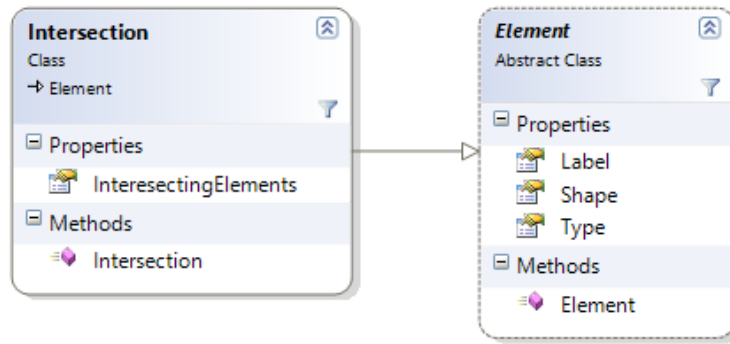 Intersection
Class
Element
Properties
InteresectingElements
Methods
Intersection
Element
Abstract Class
Properties
Label
Shape
Type
Methods
Element